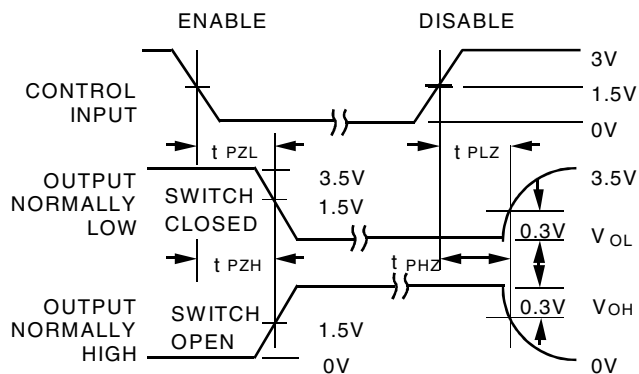 ENABLE DISABLE
3V
CONTROL INPUT
1.5V
0V
t PZL
t PLZ
OUTPUT NORMALLY LOW
SWITCH CLOSED
3.5V
1.5V
3.5V
0.3V
VOL
t PZH
t PHZ
OUTPUT NORMALLY HIGH
SWITCH OPEN
1.5V
0V
0.3V
VOH
0V